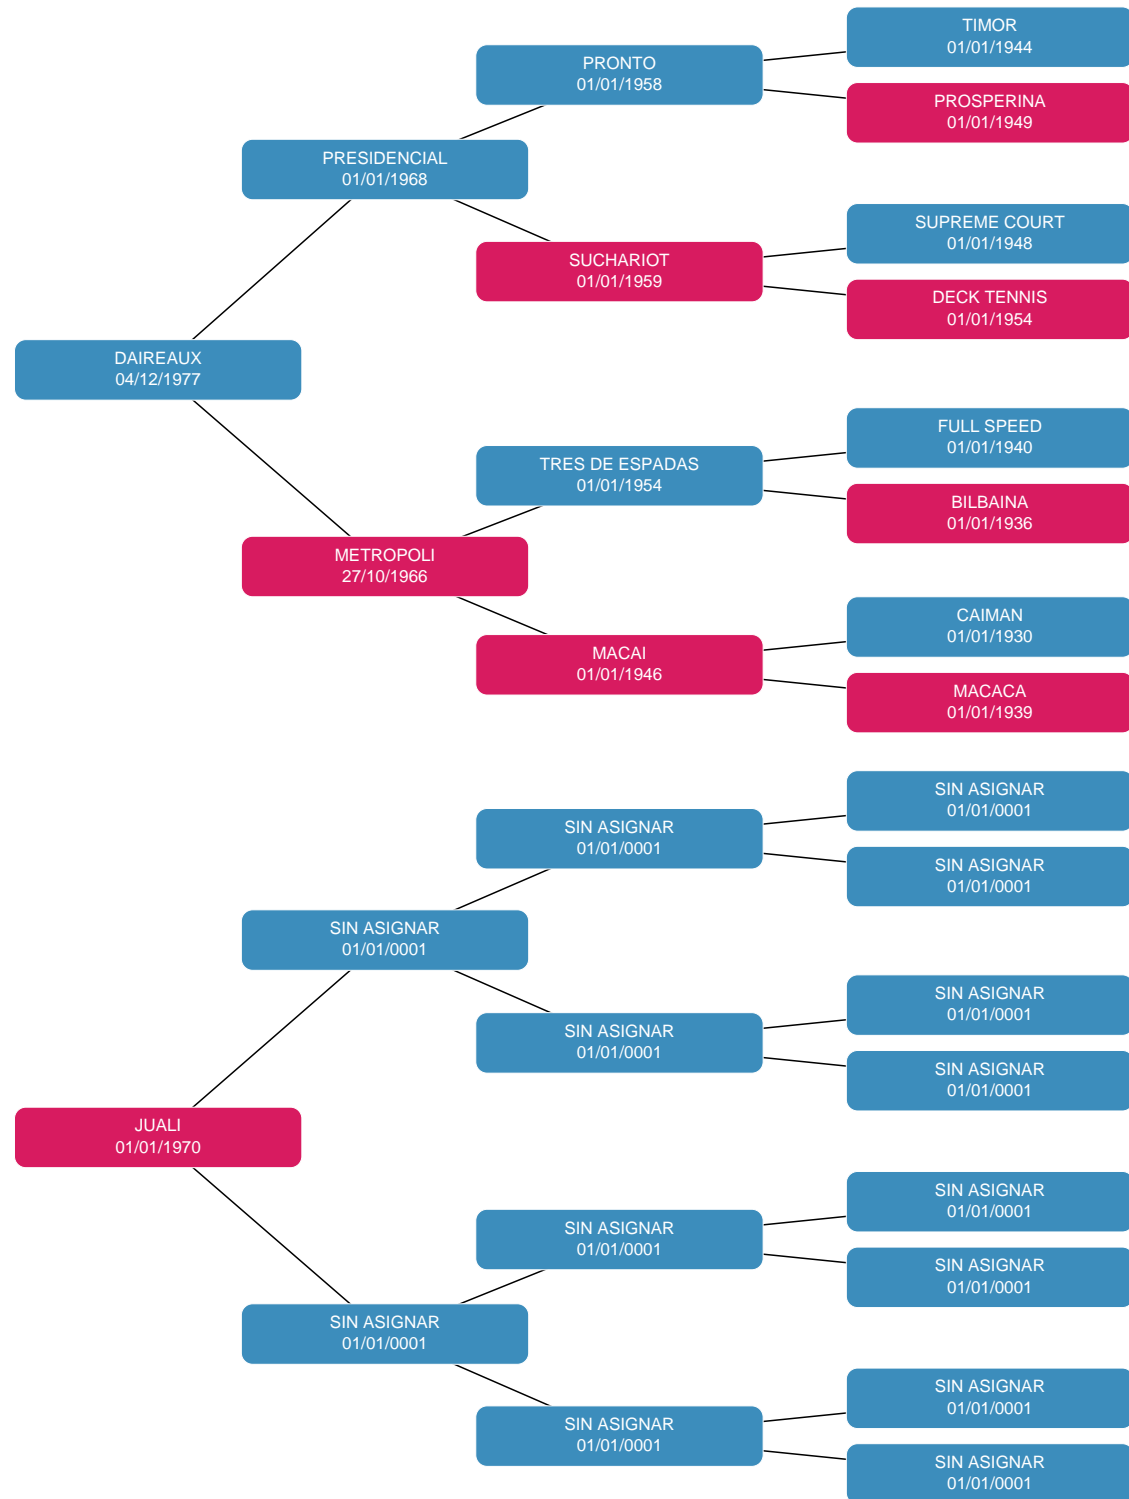 TIMOR
01/01/1944
PRONTO
01/01/1958
PROSPERINA
01/01/1949
PRESIDENCIAL
01/01/1968
SUPREME COURT
01/01/1948
SUCHARIOT
01/01/1959
DECK TENNIS
01/01/1954
DAIREAUX
04/12/1977
FULL SPEED
01/01/1940
TRES DE ESPADAS
01/01/1954
BILBAINA
01/01/1936
METROPOLI
27/10/1966
CAIMAN
01/01/1930
MACAI
01/01/1946
MACACA
01/01/1939
SIN ASIGNAR
01/01/0001
SIN ASIGNAR
01/01/0001
SIN ASIGNAR
01/01/0001
SIN ASIGNAR
01/01/0001
SIN ASIGNAR
01/01/0001
SIN ASIGNAR
01/01/0001
SIN ASIGNAR
01/01/0001
JUALI
01/01/1970
SIN ASIGNAR
01/01/0001
SIN ASIGNAR
01/01/0001
SIN ASIGNAR
01/01/0001
SIN ASIGNAR
01/01/0001
SIN ASIGNAR
01/01/0001
SIN ASIGNAR
01/01/0001
SIN ASIGNAR
01/01/0001